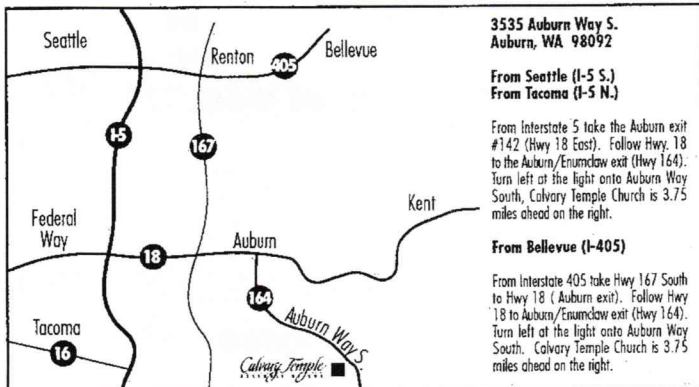 Seattle
Renton
405
Bellevue
I-5
167
Federal
Way
18
Auburn
Kent
164
Auburn Way S.
Tacoma
16
Calvary Temple
3535 Auburn Way S.
Auburn, WA 98092
From Seattle (I-5 S.)
From Tacoma (I-5 N.)
From Interstate 5 take the Auburn exit
#142 (Hwy 18 East). Follow Hwy. 18
to the Auburn/Enumclaw exit (Hwy 164).
Turn left at the light onto Auburn Way
South, Calvary Temple Church is 3.75
miles ahead on the right.
From Bellevue (I-405)
From Interstate 405 take Hwy 167 South
to Hwy 18 ( Auburn exit). Follow Hwy
18 to Auburn/Enumclaw exit (Hwy 164).
Turn left at the light onto Auburn Way
South. Calvary Temple Church is 3.75
miles ahead on the right.